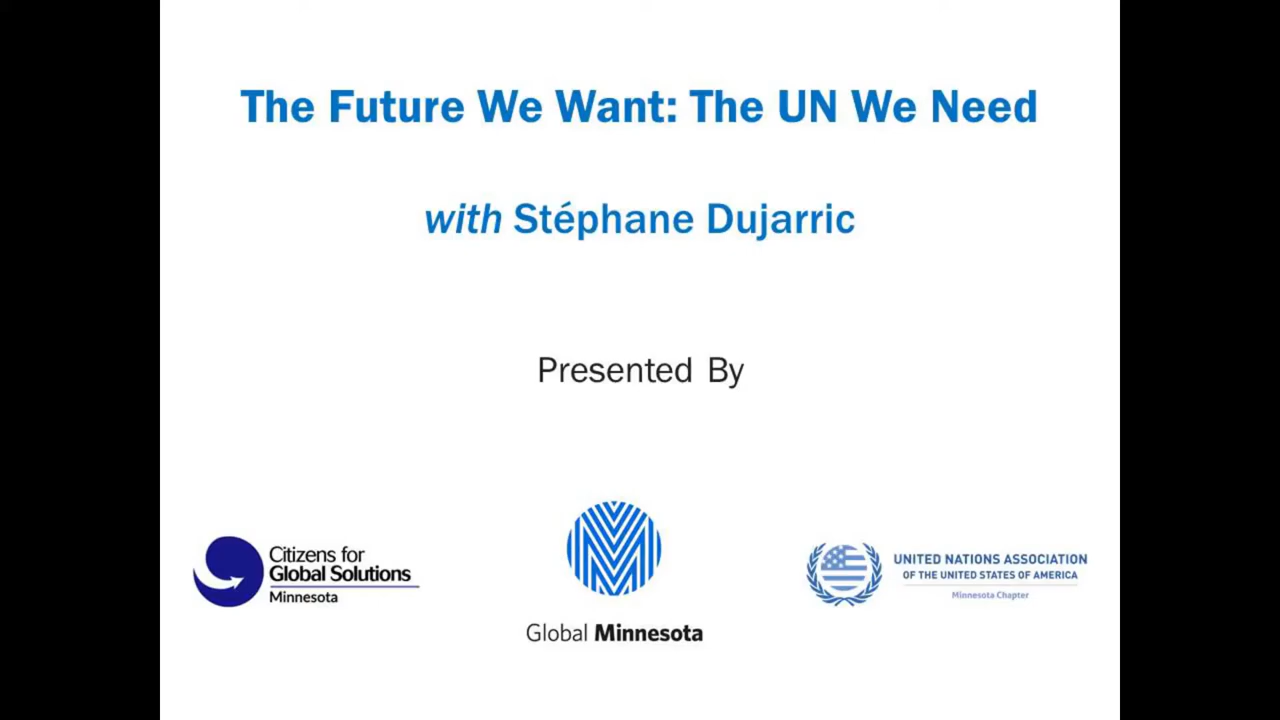 The Future We Want: The UN We Need
with Stéphane Dujarric
Presented By
Citizens for
Global Solutions
Minnesota
Global Minnesota
UNITED NATIONS ASSOCIATION
OF THE UNITED STATES OF AMERICA
Minnesota Chapter